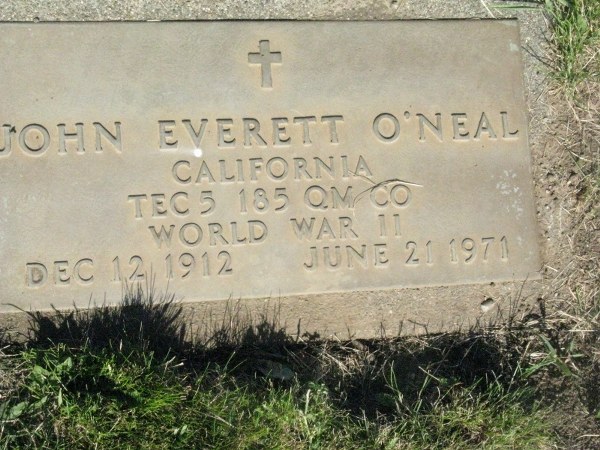 JOHN EVERETT O'NEAL
CALIFORNIA
TEC 5 185 QM CO
WORLD WAR II
DEC 12 1912 JUNE 21 1971